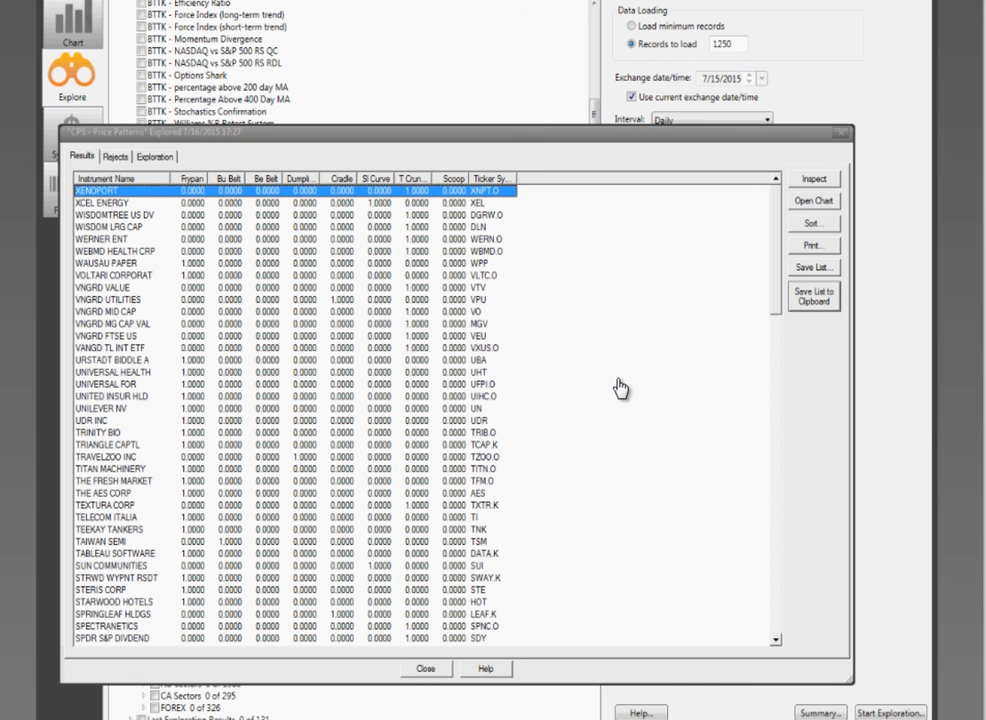 BTTK - Efficiency Ratio
BTTK - Force Index (long-term trend)
BTTK - Force Index (short-term trend)
BTTK - Momentum Divergence
BTTK - NASDAQ vs S&P 500 RS QC
BTTK - NASDAQ vs S&P 500 RS RDL
BTTK - Options Shark
BTTK - percentage above 200 day MA
BTTK - Percentage Above 400 Day MA
BTTK - Stochastics Confirmation
Chart
Explore
Data Loading
Load minimum records
Records to load 1250
Exchange date/time: 7/15/2015
Use current exchange date/time
Interval: Daily
"CPS - Price Patterns" Explored 7/16/2015 17:27
Results Rejects Exploration
Instrument Name Frypan Bu Belt Be Belt Dumpli... Cradle Sl Curve T Crun... Scoop Ticker Sy...
XENOPORT 0.0000 0.0000 0.0000 0.0000 0.0000 0.0000 1.0000 0.0000 XNPT.O
XCEL ENERGY 0.0000 0.0000 0.0000 0.0000 0.0000 1.0000 0.0000 0.0000 XEL
WISDOMTREE US DV 0.0000 0.0000 0.0000 0.0000 0.0000 0.0000 1.0000 0.0000 DGRW.O
WISDOM LRG CAP 0.0000 0.0000 0.0000 0.0000 0.0000 0.0000 1.0000 0.0000 DLN
WERNER ENT 0.0000 0.0000 0.0000 0.0000 0.0000 0.0000 1.0000 0.0000 WERN.O
WEBMD HEALTH CRP 0.0000 0.0000 0.0000 0.0000 0.0000 0.0000 1.0000 0.0000 WBMD.O
WAUSAU PAPER 1.0000 0.0000 0.0000 0.0000 0.0000 0.0000 0.0000 0.0000 WPP
VOLTARI CORPORAT 1.0000 0.0000 0.0000 0.0000 0.0000 0.0000 0.0000 0.0000 VLTC.O
VNGRD VALUE 0.0000 0.0000 0.0000 0.0000 0.0000 0.0000 1.0000 0.0000 VTV
VNGRD UTILITIES 0.0000 0.0000 0.0000 0.0000 1.0000 0.0000 0.0000 0.0000 VPU
VNGRD MID CAP 0.0000 0.0000 0.0000 0.0000 0.0000 0.0000 1.0000 0.0000 VO
VNGRD MG CAP VAL 0.0000 0.0000 0.0000 0.0000 0.0000 0.0000 1.0000 0.0000 MGV
VNGRD FTSE US 0.0000 0.0000 0.0000 0.0000 0.0000 0.0000 1.0000 0.0000 VEU
VANGD TL INT ETF 0.0000 0.0000 0.0000 0.0000 0.0000 0.0000 1.0000 0.0000 VXUS.O
URSTADT BIDDLE A 1.0000 0.0000 0.0000 0.0000 0.0000 0.0000 0.0000 0.0000 UBA
UNIVERSAL HEALTH 1.0000 0.0000 0.0000 0.0000 0.0000 0.0000 0.0000 0.0000 UHT
UNIVERSAL FOR 1.0000 0.0000 0.0000 0.0000 0.0000 0.0000 0.0000 0.0000 UFPI.O
UNITED INSUR HLD 1.0000 0.0000 0.0000 0.0000 0.0000 0.0000 0.0000 0.0000 UIHC.O
UNILEVER NV 1.0000 0.0000 0.0000 0.0000 0.0000 0.0000 0.0000 0.0000 UN
UDR INC 1.0000 0.0000 0.0000 0.0000 0.0000 0.0000 0.0000 0.0000 UDR
TRINITY BIO 1.0000 0.0000 0.0000 0.0000 0.0000 0.0000 0.0000 0.0000 TRIB.O
TRIANGLE CAPTL 1.0000 0.0000 0.0000 0.0000 0.0000 0.0000 0.0000 0.0000 TCAP.K
TRAVELZOO INC 0.0000 0.0000 0.0000 1.0000 0.0000 0.0000 0.0000 0.0000 TZOO.O
TITAN MACHINERY 1.0000 0.0000 0.0000 0.0000 0.0000 0.0000 0.0000 0.0000 TITN.O
THE FRESH MARKET 1.0000 0.0000 0.0000 0.0000 0.0000 0.0000 0.0000 0.0000 TFM.O
THE AES CORP 1.0000 0.0000 0.0000 0.0000 0.0000 0.0000 0.0000 0.0000 AES
TEXTURA CORP 0.0000 0.0000 0.0000 0.0000 0.0000 0.0000 1.0000 0.0000 TXTR.K
TELECOM ITALIA 1.0000 0.0000 0.0000 0.0000 0.0000 0.0000 0.0000 0.0000 TI
TEEKAY TANKERS 1.0000 0.0000 0.0000 0.0000 0.0000 0.0000 0.0000 0.0000 TNK
TAIWAN SEMI 0.0000 1.0000 0.0000 0.0000 0.0000 0.0000 0.0000 0.0000 TSM
TABLEAU SOFTWARE 1.0000 0.0000 0.0000 0.0000 0.0000 0.0000 0.0000 0.0000 DATA.K
SUN COMMUNITIES 0.0000 0.0000 0.0000 0.0000 0.0000 1.0000 0.0000 0.0000 SUI
STRWD WYPNT RSDT 1.0000 0.0000 0.0000 0.0000 0.0000 0.0000 0.0000 0.0000 SWAY.K
STERIS CORP 1.0000 0.0000 0.0000 0.0000 0.0000 0.0000 0.0000 0.0000 STE
STARWOOD HOTELS 1.0000 0.0000 0.0000 0.0000 0.0000 0.0000 0.0000 0.0000 HOT
SPRINGLEAF HLDGS 0.0000 0.0000 0.0000 0.0000 1.0000 0.0000 0.0000 0.0000 LEAF.K
SPECTRANETICS 0.0000 0.0000 0.0000 0.0000 0.0000 0.0000 1.0000 0.0000 SPNC.O
SPDR S&P DIVDEND 0.0000 0.0000 0.0000 0.0000 0.0000 0.0000 1.0000 0.0000 SDY
Inspect
Open Chart
Sort...
Print...
Save List...
Save List to
Clipboard
Close Help
CA Sectors 0 of 295
FOREX 0 of 326
Last Exploration Results 0 of 131
Help... Summary... Start Exploration...